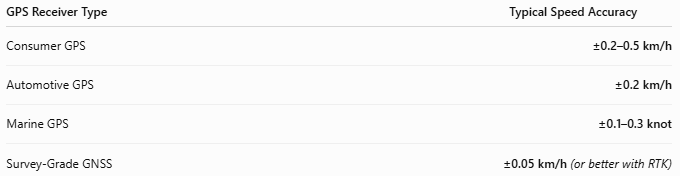 GPS Receiver Type Typical Speed Accuracy
Consumer GPS ±0.2–0.5 km/h
Automotive GPS ±0.2 km/h
Marine GPS ±0.1–0.3 knot
Survey-Grade GNSS ±0.05 km/h (or better with RTK)